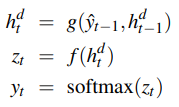 h_t^d = g(ŷ_{t−1}, h_{t−1}^d)
z_t = f(h_t^d)
y_t = softmax(z_t)